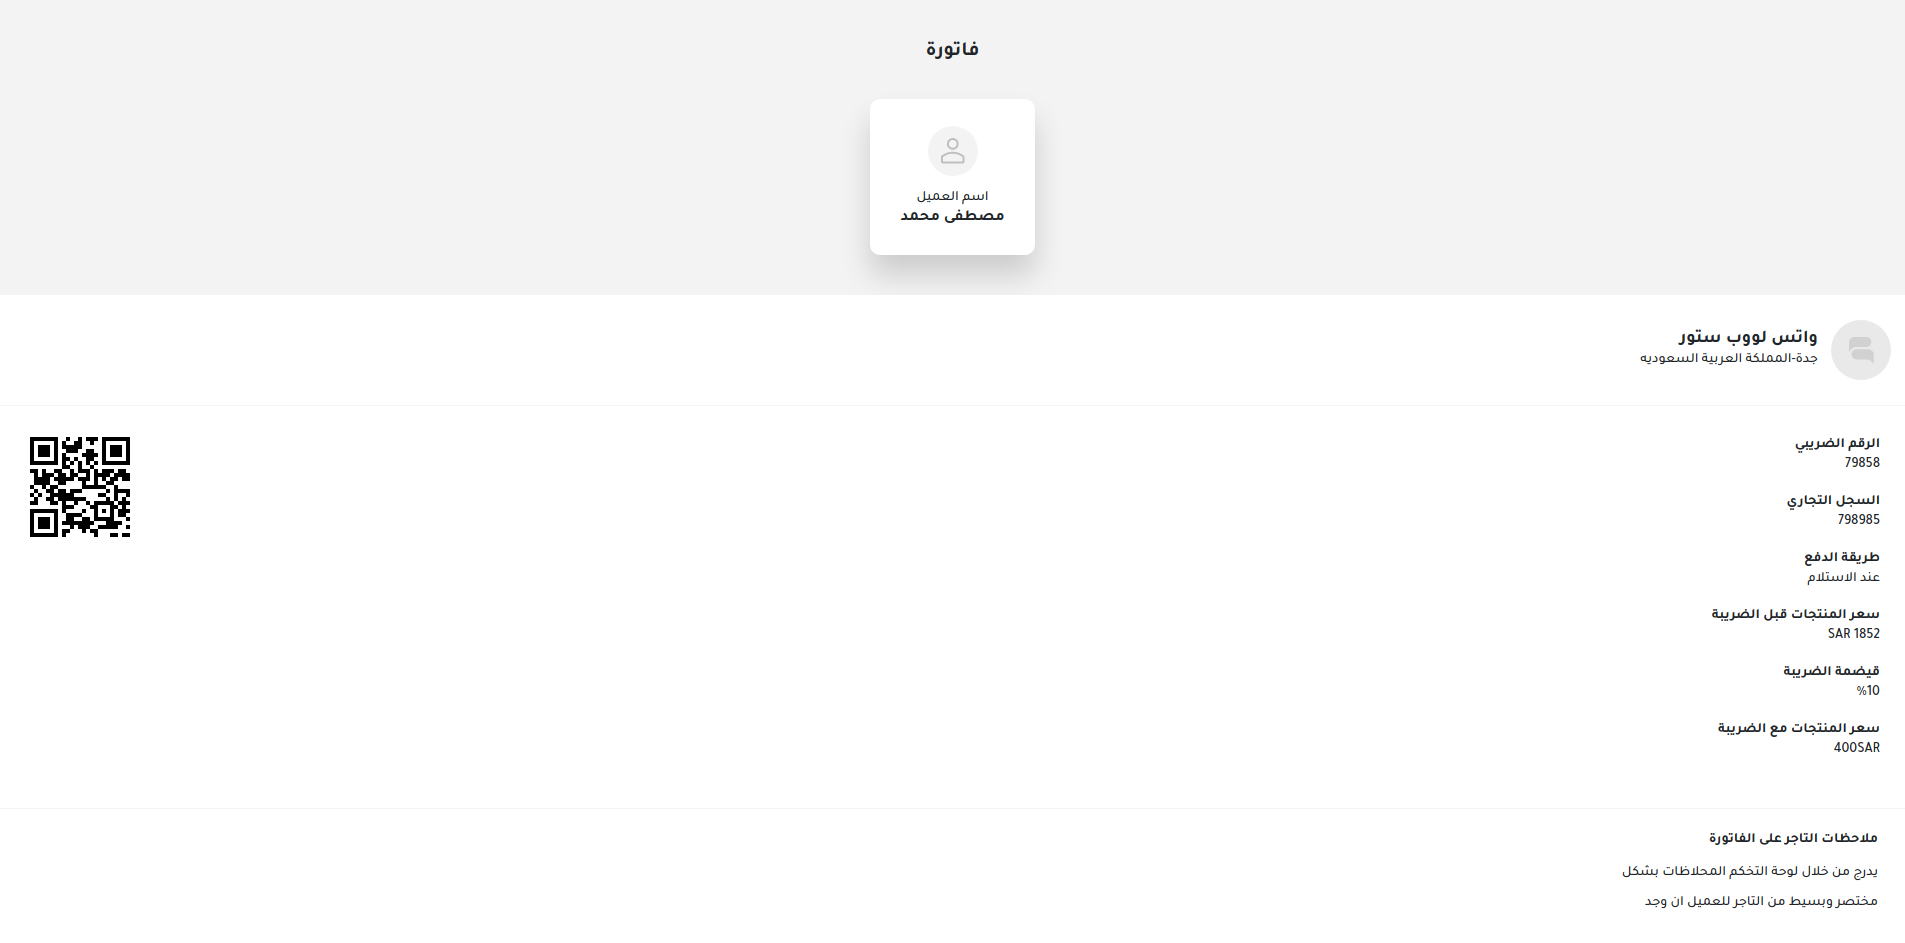 فاتورة
اسم العميل
مصطفى محمد
واتس لووب ستور
جدة-المملكة العربية السعوديه
الرقم الضريبي
79858
السجل التجاري
798985
طريقة الدفع
عند الاستلام
سعر المنتجات قبل الضريبة
SAR 1852
قيضمة الضريبة
%10
سعر المنتجات مع الضريبة
400SAR
ملاحظات التاجر على الفاتورة
يدرج من خلال لوحة التخكم المحلاظات بشكل
مختصر وبسيط من التاجر للعميل ان وجد